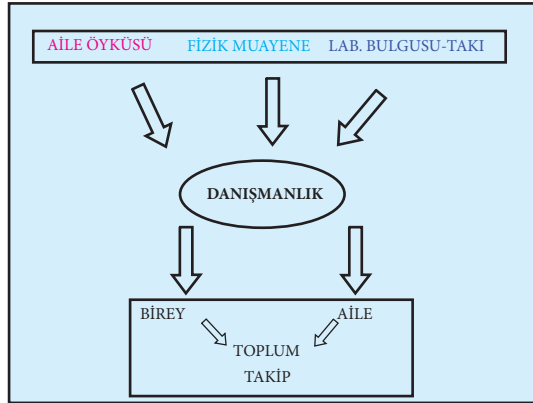 AİLE ÖYKÜSÜ FİZİK MUAYENE LAB. BULGUSU-TAKI
DANIŞMANLIK
BİREY AİLE
TOPLUM
TAKİP